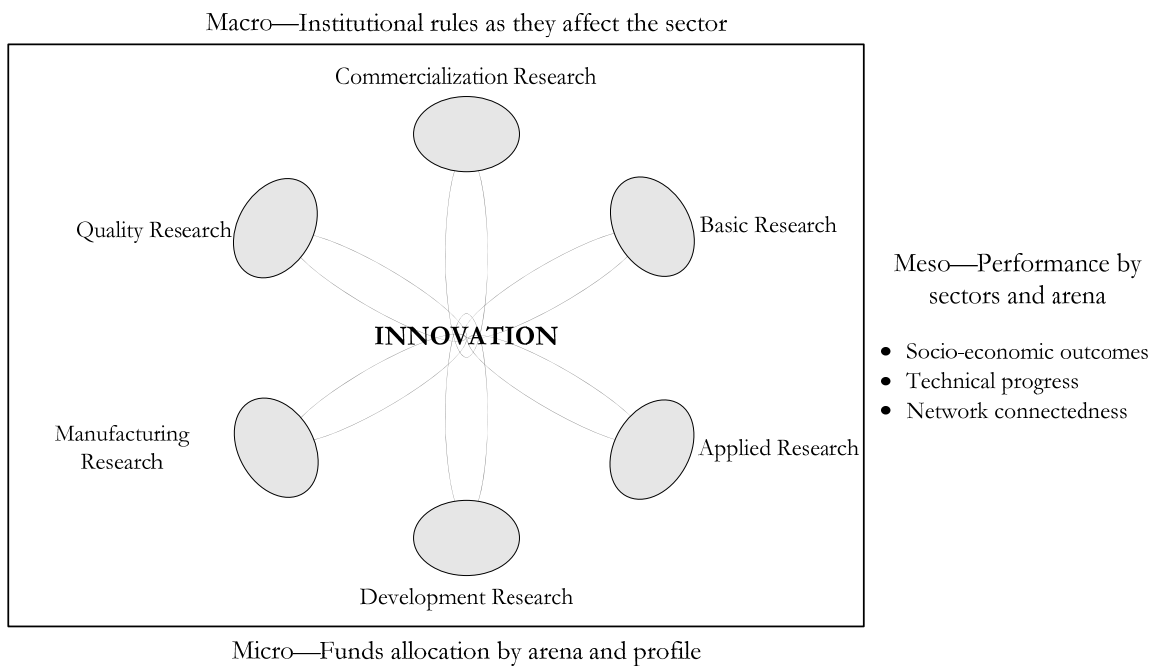 Macro—Institutional rules as they affect the sector
Commercialization Research
Quality Research
Basic Research
Meso—Performance by
sectors and arena
INNOVATION
• Socio-economic outcomes
• Technical progress
• Network connectedness
Manufacturing
Research
Applied Research
Development Research
Micro—Funds allocation by arena and profile